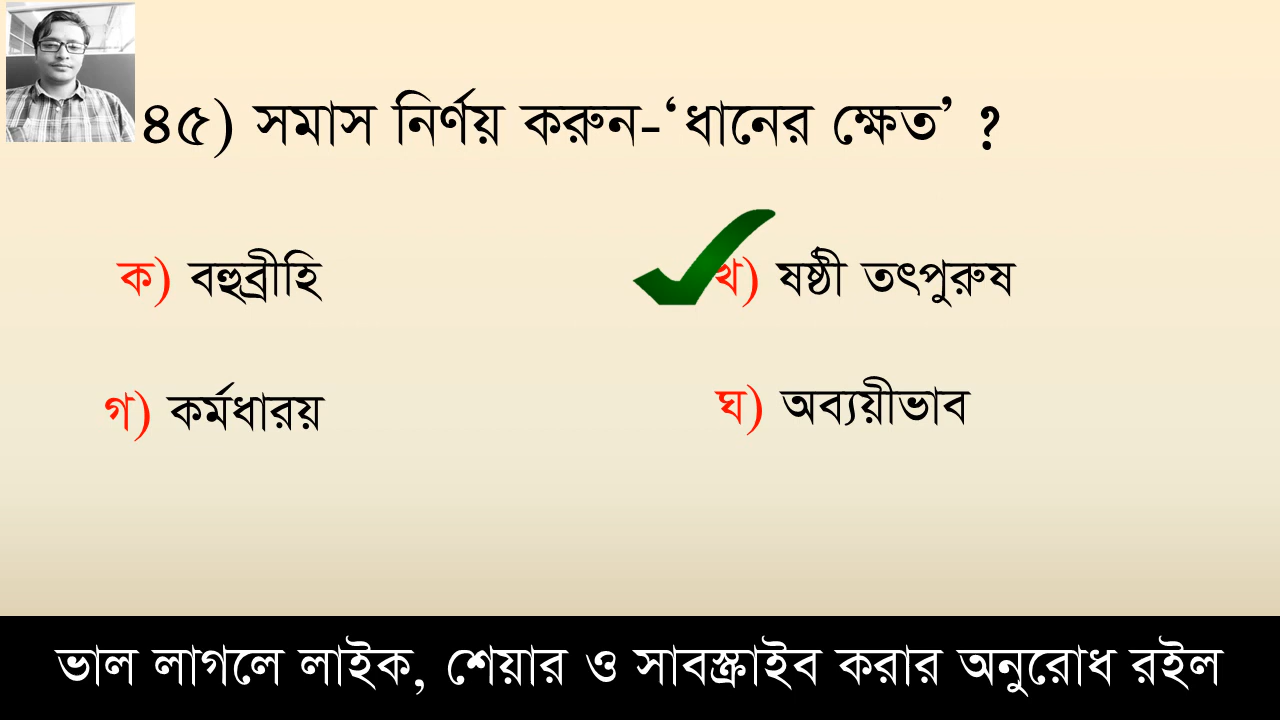 ৪৫) সমাস নির্ণয় করুন-‘ধানের ক্ষেত’ ?
ক) বহুব্রীহি
খ) ষষ্ঠী তৎপুরুষ
গ) কর্মধারয়
ঘ) অব্যয়ীভাব
ভাল লাগলে লাইক, শেয়ার ও সাবস্ক্রাইব করার অনুরোধ রইল